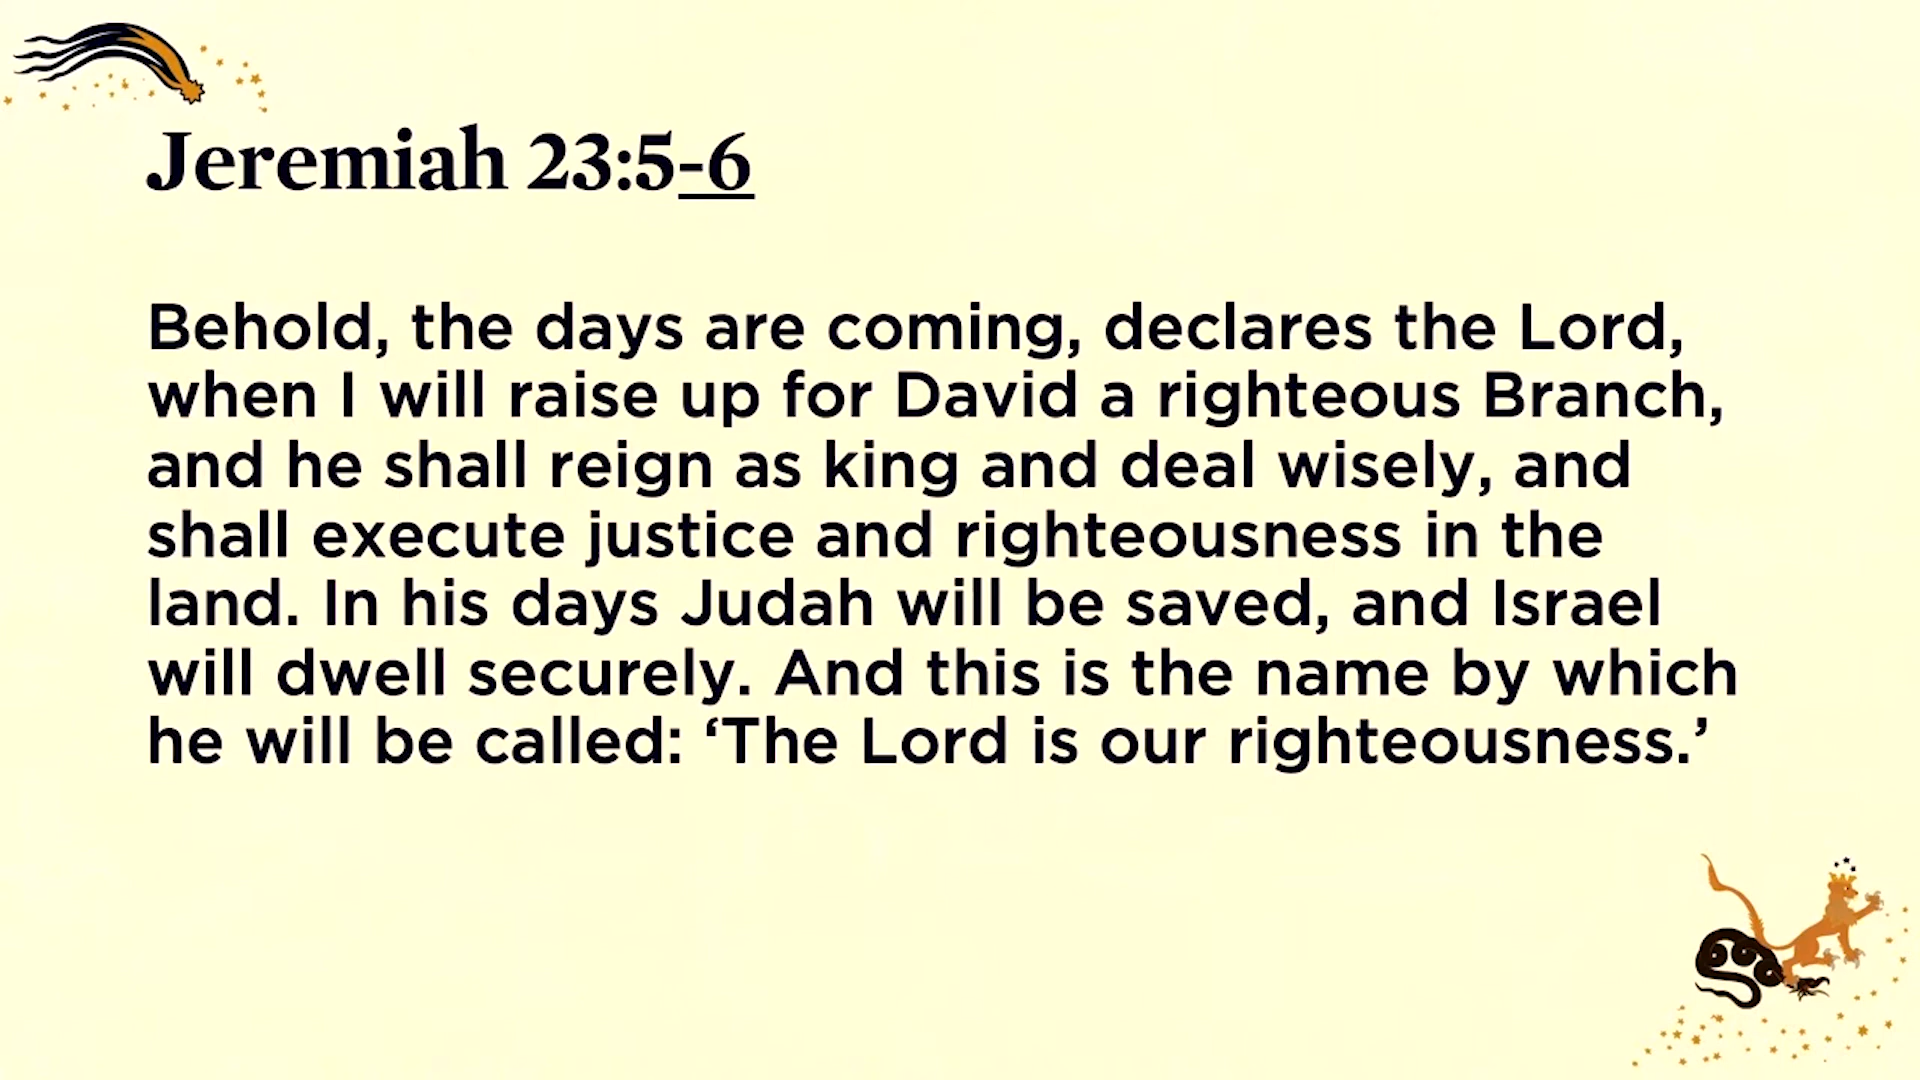 Jeremiah 23:5-6
Behold, the days are coming, declares the Lord,
when I will raise up for David a righteous Branch,
and he shall reign as king and deal wisely, and
shall execute justice and righteousness in the
land. In his days Judah will be saved, and Israel
will dwell securely. And this is the name by which
he will be called: ‘The Lord is our righteousness.’